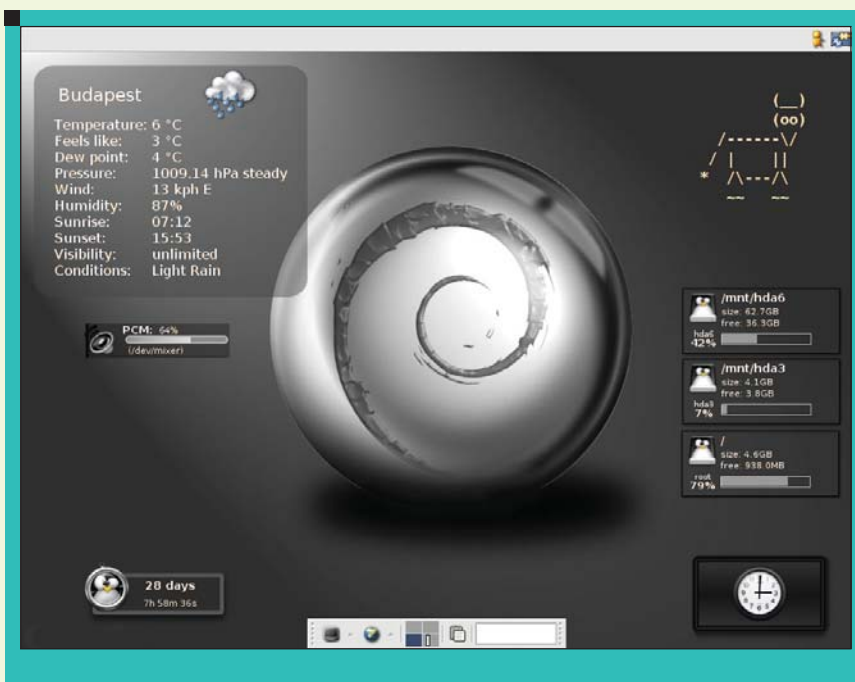 Budapest
Temperature: 6 °C
Feels like: 3 °C
Dew point: 4 °C
Pressure: 1009.14 hPa steady
Wind: 13 kph E
Humidity: 87%
Sunrise: 07:12
Sunset: 15:53
Visibility: unlimited
Conditions: Light Rain
PCM: 64%
(/dev/mixer)
(__)
(oo)
/------\/
/ |    ||
*  /\---/\
~~   ~~
/mnt/hda6
size: 62.7GB
free: 36.3GB
hda6
42%
/mnt/hda3
size: 4.1GB
free: 3.8GB
hda3
7%
/
size: 4.6GB
free: 938.0MB
root
79%
28 days
7h 58m 36s